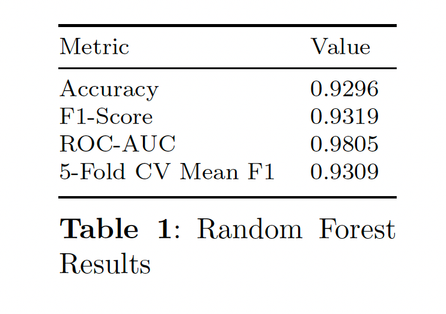 Metric Value
Accuracy 0.9296
F1-Score 0.9319
ROC-AUC 0.9805
5-Fold CV Mean F1 0.9309
Table 1: Random Forest
Results